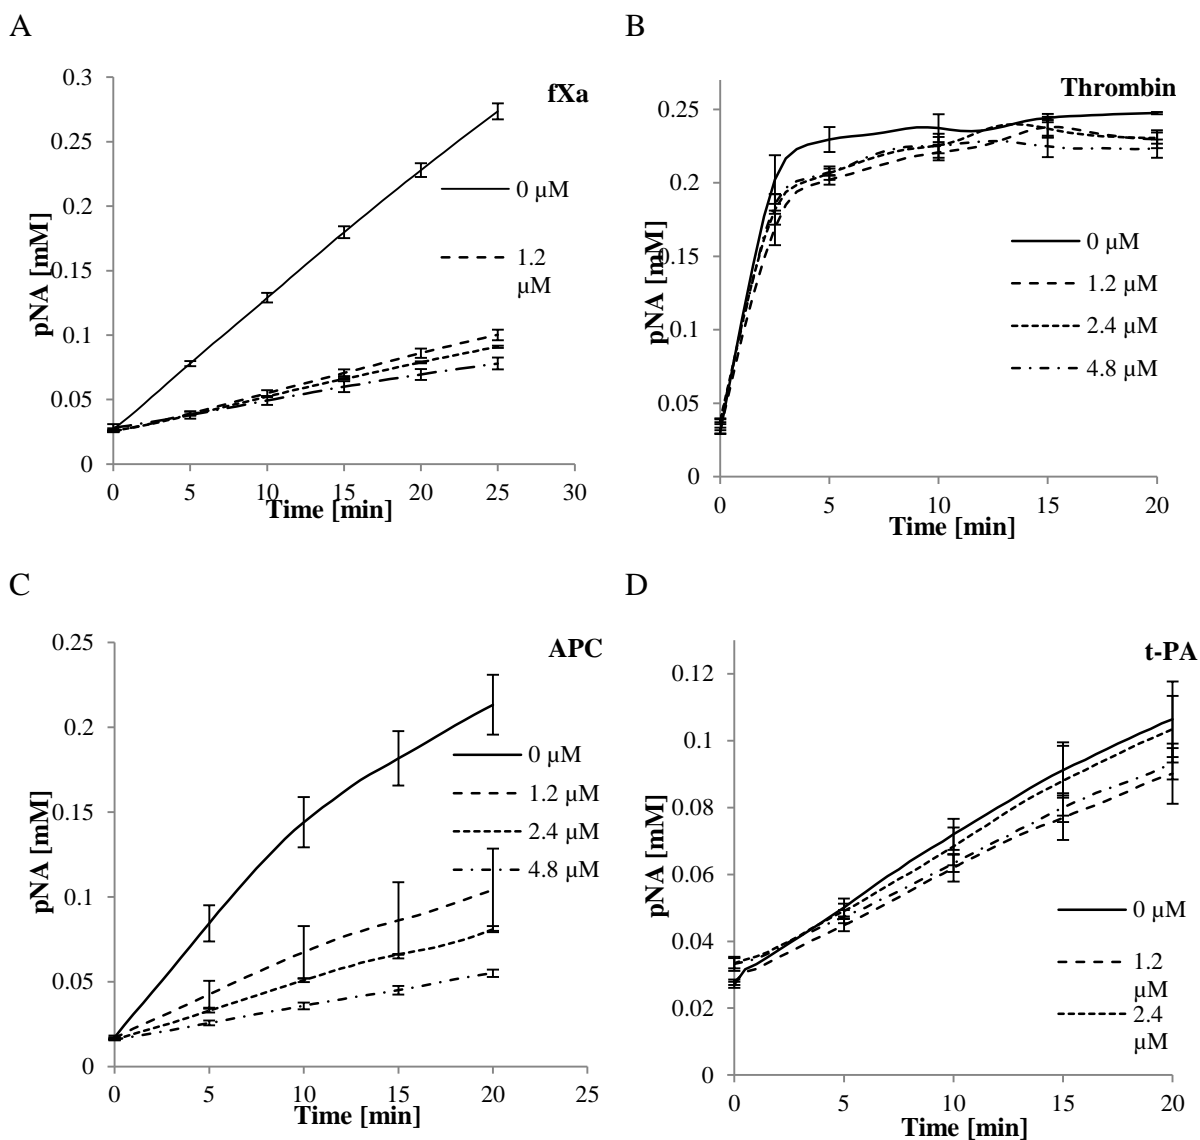 A
fXa
0.3
0.25
0.2
0.15
0.1
0.05
0
pNA [mM]
0 μM
1.2
μM
0 5 10 15 20 25 30
Time [min]
B
Thrombin
0.25
0.2
0.15
0.1
0.05
0
pNA [mM]
0 μM
1.2 μM
2.4 μM
4.8 μM
0 5 10 15 20
Time [min]
C
APC
0.25
0.2
0.15
0.1
0.05
0
pNA [mM]
0 μM
1.2 μM
2.4 μM
4.8 μM
0 5 10 15 20 25
Time [min]
D
t-PA
0.12
0.1
0.08
0.06
0.04
0.02
0
pNA [mM]
0 μM
1.2
μM
2.4
μM
0 5 10 15 20
Time [min]